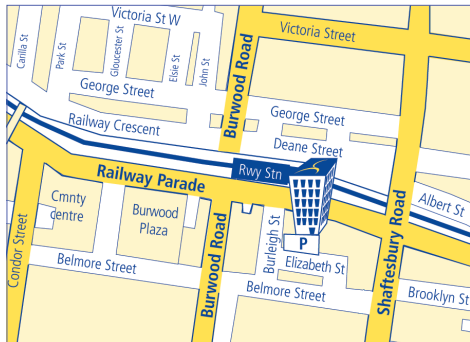 Victoria St W
Victoria Street
Carilla St
Park St
Gloucester St
Elsie St
John St
George Street
Burwood Road
George Street
Railway Crescent
Deane Street
Rwy Stn
Railway Parade
Albert St
Cmnty
centre
Burwood
Plaza
Burleigh St
P
Shaftesbury Road
Condor Street
Belmore Street
Burwood Road
Elizabeth St
Belmore Street
Brooklyn St